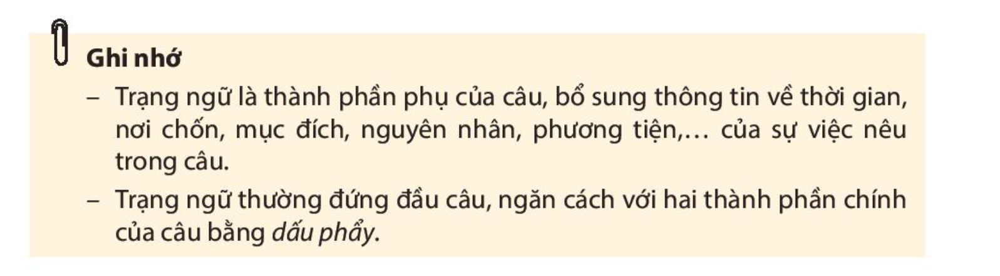 Ghi nhớ
– Trạng ngữ là thành phần phụ của câu, bổ sung thông tin về thời gian,
nơi chốn, mục đích, nguyên nhân, phương tiện,... của sự việc nêu
trong câu.
– Trạng ngữ thường đứng đầu câu, ngăn cách với hai thành phần chính
của câu bằng dấu phẩy.